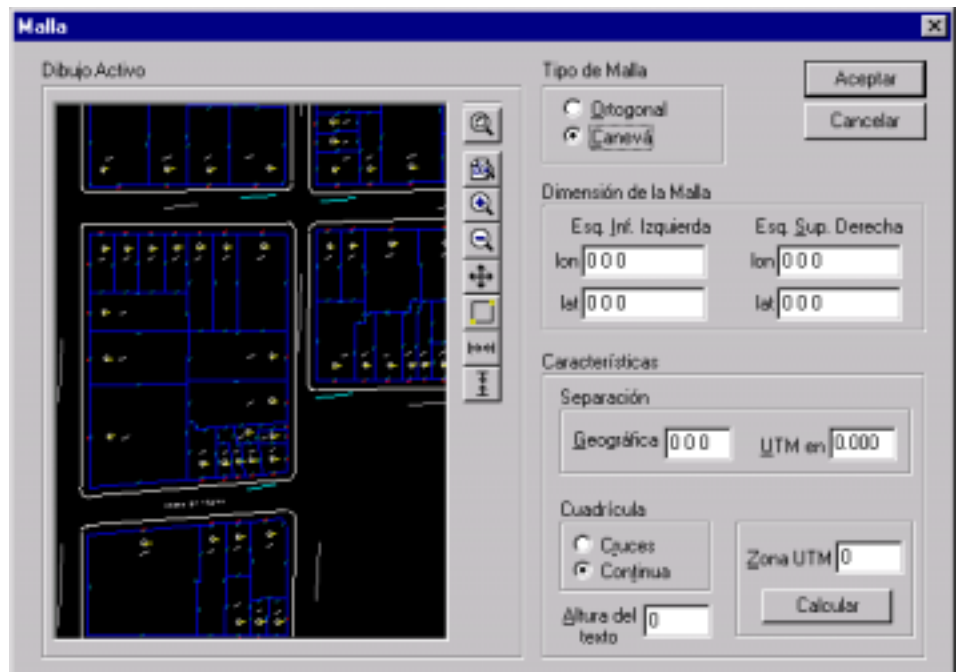 Malla
Dibujo Activo
Tipo de Malla
Ortogonal
Canevá
Aceptar
Cancelar
Dimensión de la Malla
Esq. Inf. Izquierda
Esq. Sup. Derecha
lon 0 0 0
lon 0 0 0
lat 0 0 0
lat 0 0 0
Características
Separación
Geográfica 0 0 0
UTM en 0.000
Cuadrícula
Cruces
Continua
Zona UTM 0
Calcular
Altura del texto 0